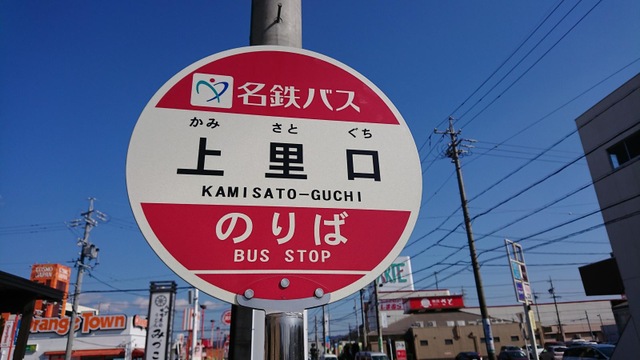 名鉄バス
かみ さと ぐち
上里口
KAMISATO-GUCHI
のりば
BUS STOP
Orange Town